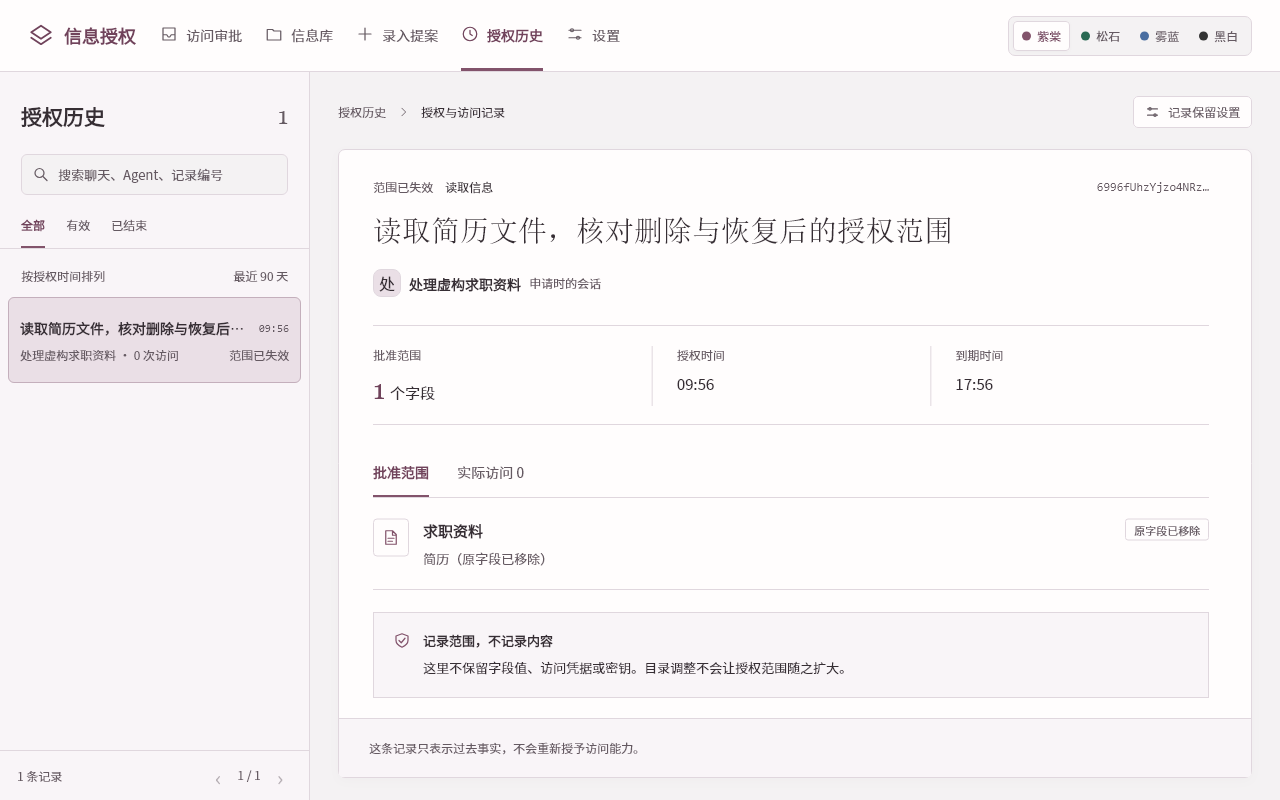 信息授权
访问审批
信息库
录入提案
授权历史
设置
紫棠
松石
雾蓝
黑白
授权历史
1
搜索聊天、Agent、记录编号
全部
有效
已结束
按授权时间排列
最近 90 天
读取简历文件，核对删除与恢复后…
09:56
处理虚构求职资料 · 0 次访问
范围已失效
1 条记录
‹ 1 / 1 ›
授权历史 > 授权与访问记录
记录保留设置
范围已失效 读取信息
6996fUhzYjzo4NRz…
读取简历文件，核对删除与恢复后的授权范围
处 处理虚构求职资料 申请时的会话
批准范围
1 个字段
授权时间
09:56
到期时间
17:56
批准范围
实际访问 0
求职资料
原字段已移除
简历（原字段已移除）
记录范围，不记录内容
这里不保留字段值、访问凭据或密钥。目录调整不会让授权范围随之扩大。
这条记录只表示过去事实，不会重新授予访问能力。